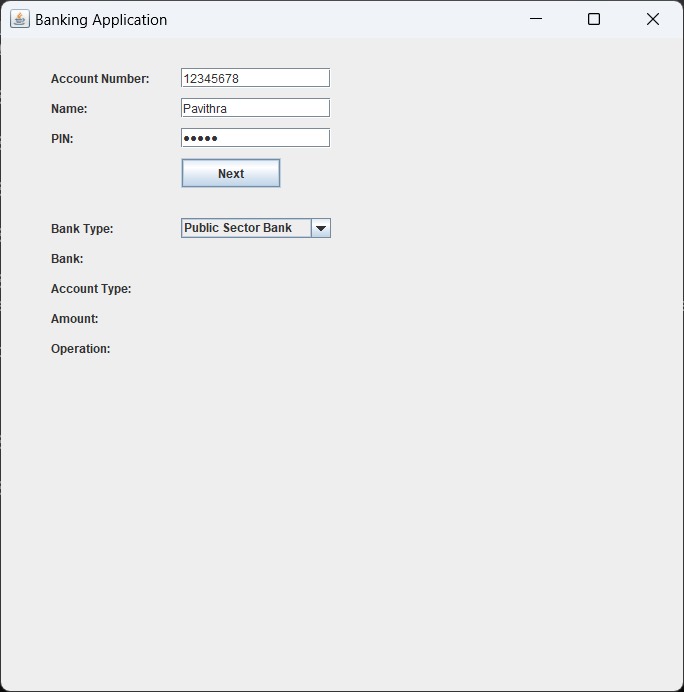 Banking Application
Account Number: 12345678
Name: Pavithra
PIN: •••••
Next
Bank Type: Public Sector Bank
Bank:
Account Type:
Amount:
Operation: